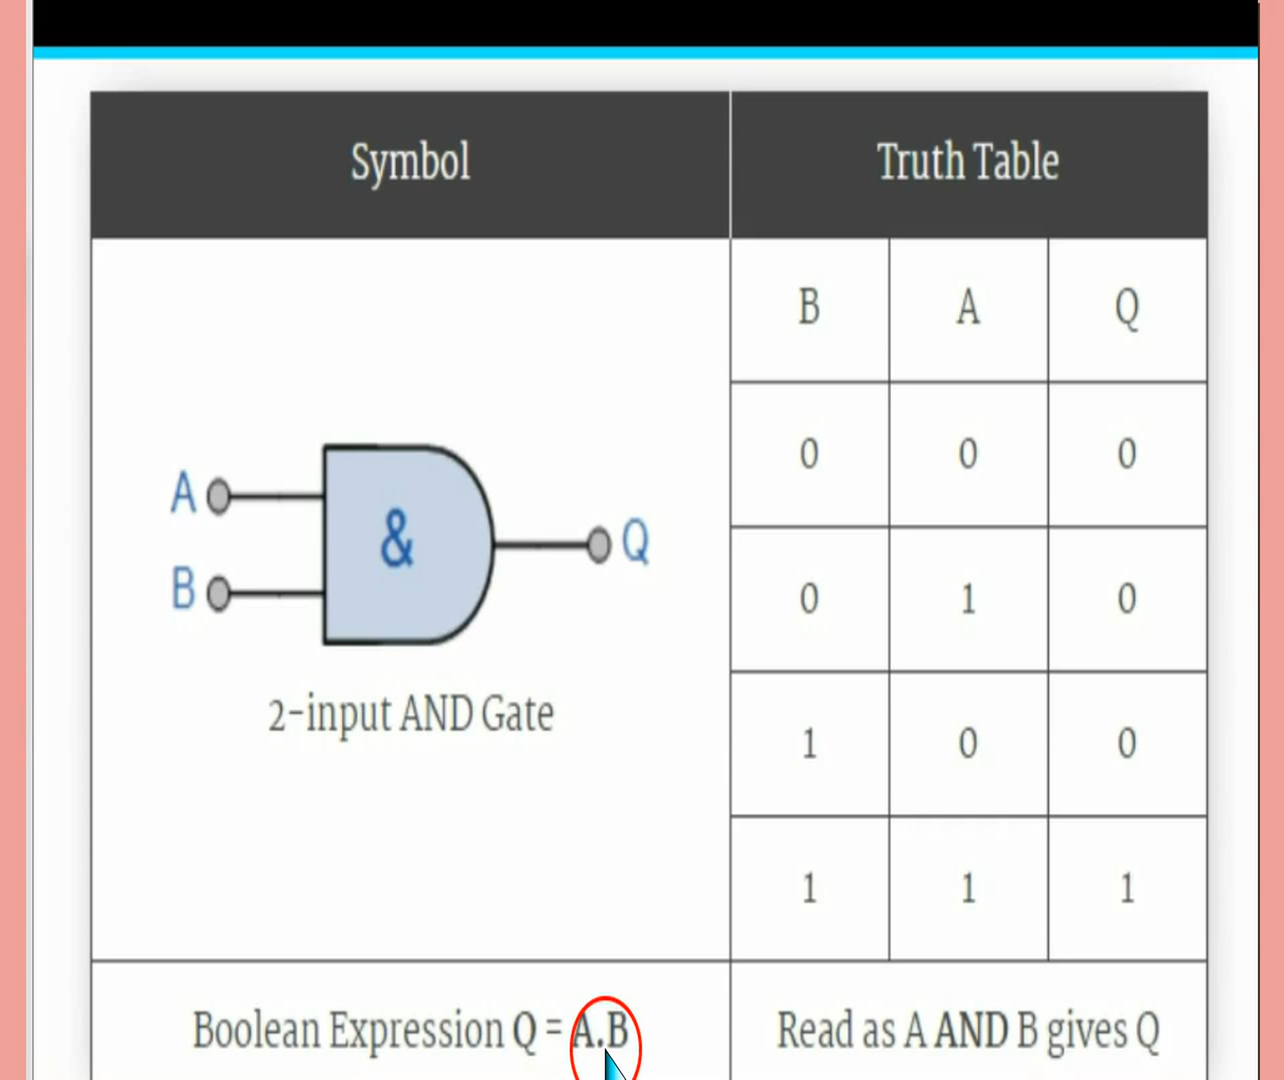 Symbol
Truth Table
B A Q
0 0 0
A
&
Q
B
0 1 0
2-input AND Gate
1 0 0
1 1 1
Boolean Expression Q = A.B
Read as A AND B gives Q